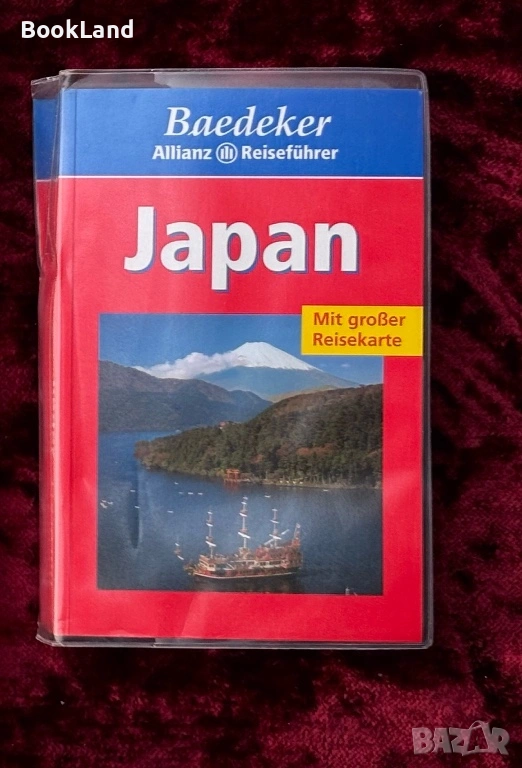 BookLand
Baedeker
Allianz Reiseführer
Japan
Mit großer
Reisekarte
BAZAR